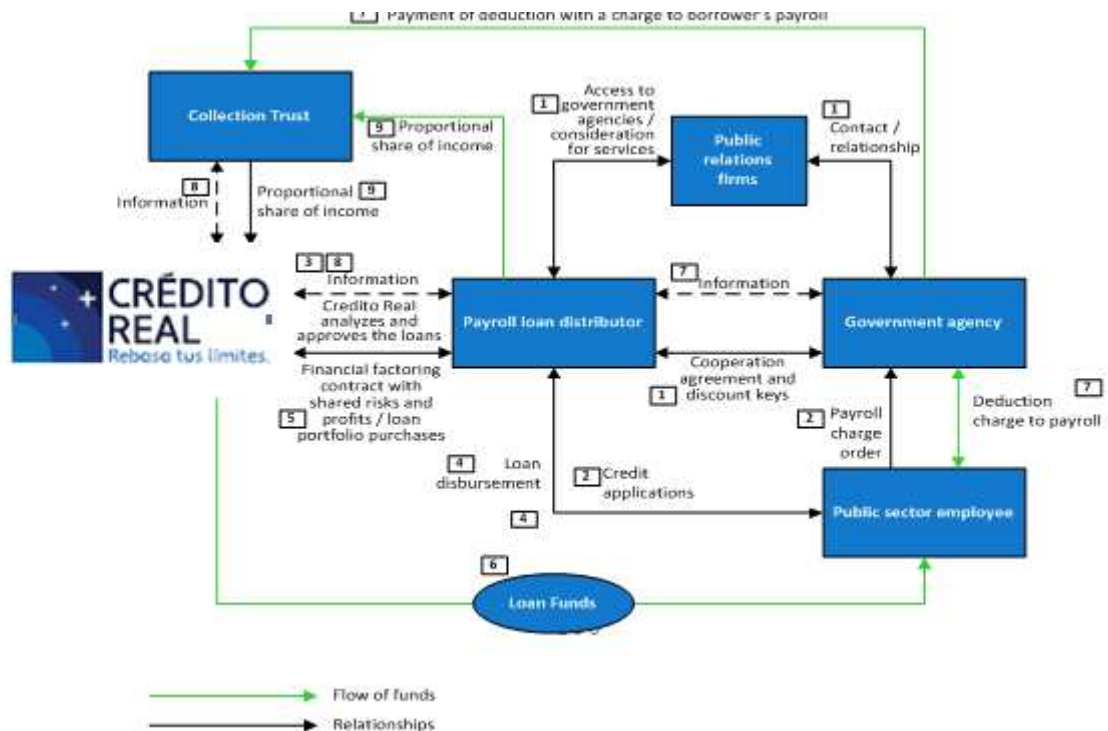 7 Payment of deduction with a charge to borrower's payroll
Collection Trust
9 Proportional
share of income
1 Access to
government
agencies /
consideration
for services
Public
relations
firms
1
Contact /
relationship
8
Information
Proportional 9
share of income
CRÉDITO
REAL
Rebasa tus límites.
3 8
Information
Credito Real
analyzes and
approves the loans
Payroll loan distributor
7
Information
Government agency
Financial factoring
contract with
shared risks and
5 profits / loan
portfolio purchases
Cooperation
agreement and
1 discount keys
2 Payroll
charge
order
7
Deduction
charge to payroll
4 Loan
disbursement
2 Credit
applications
4
Public sector employee
6
Loan Funds
Flow of funds
Relationships